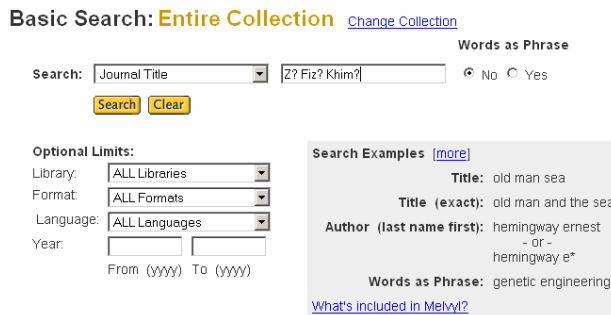 Basic Search: Entire Collection Change Collection
Words as Phrase
Search: Journal Title Z? Fiz? Khim? No Yes
Search Clear
Optional Limits:
Library: ALL Libraries
Format: ALL Formats
Language: ALL Languages
Year:
From (yyyy) To (yyyy)
Search Examples [more]
Title: old man sea
Title (exact): old man and the sea
Author (last name first): hemingway ernest
- or -
hemingway e*
Words as Phrase: genetic engineering
What's included in Melvyl?